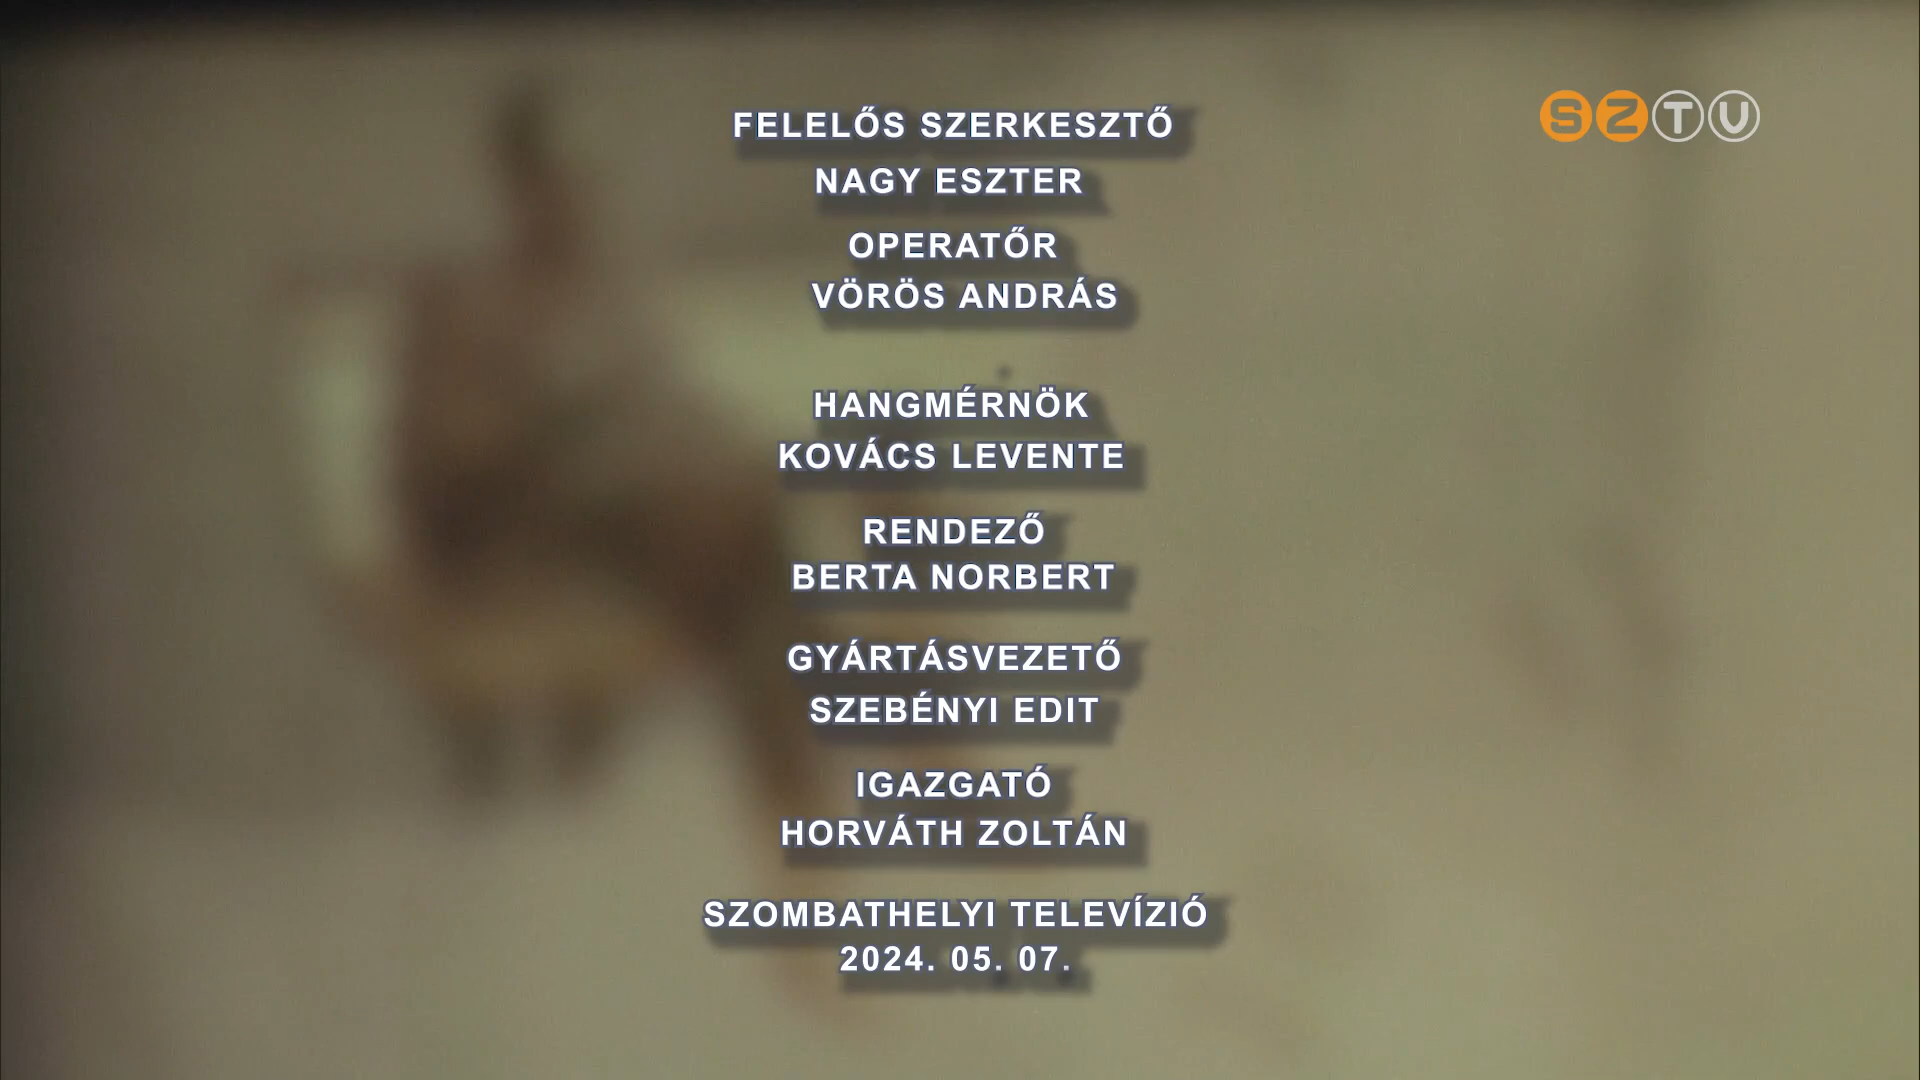 FELELŐS SZERKESZTŐ
SZTV
NAGY ESZTER
OPERATŐR
VÖRÖS ANDRÁS
HANGMÉRNÖK
KOVÁCS LEVENTE
RENDEZŐ
BERTA NORBERT
GYÁRTÁSVEZETŐ
SZEBÉNYI EDIT
IGAZGATÓ
HORVÁTH ZOLTÁN
SZOMBATHELYI TELEVÍZIÓ
2024. 05. 07.